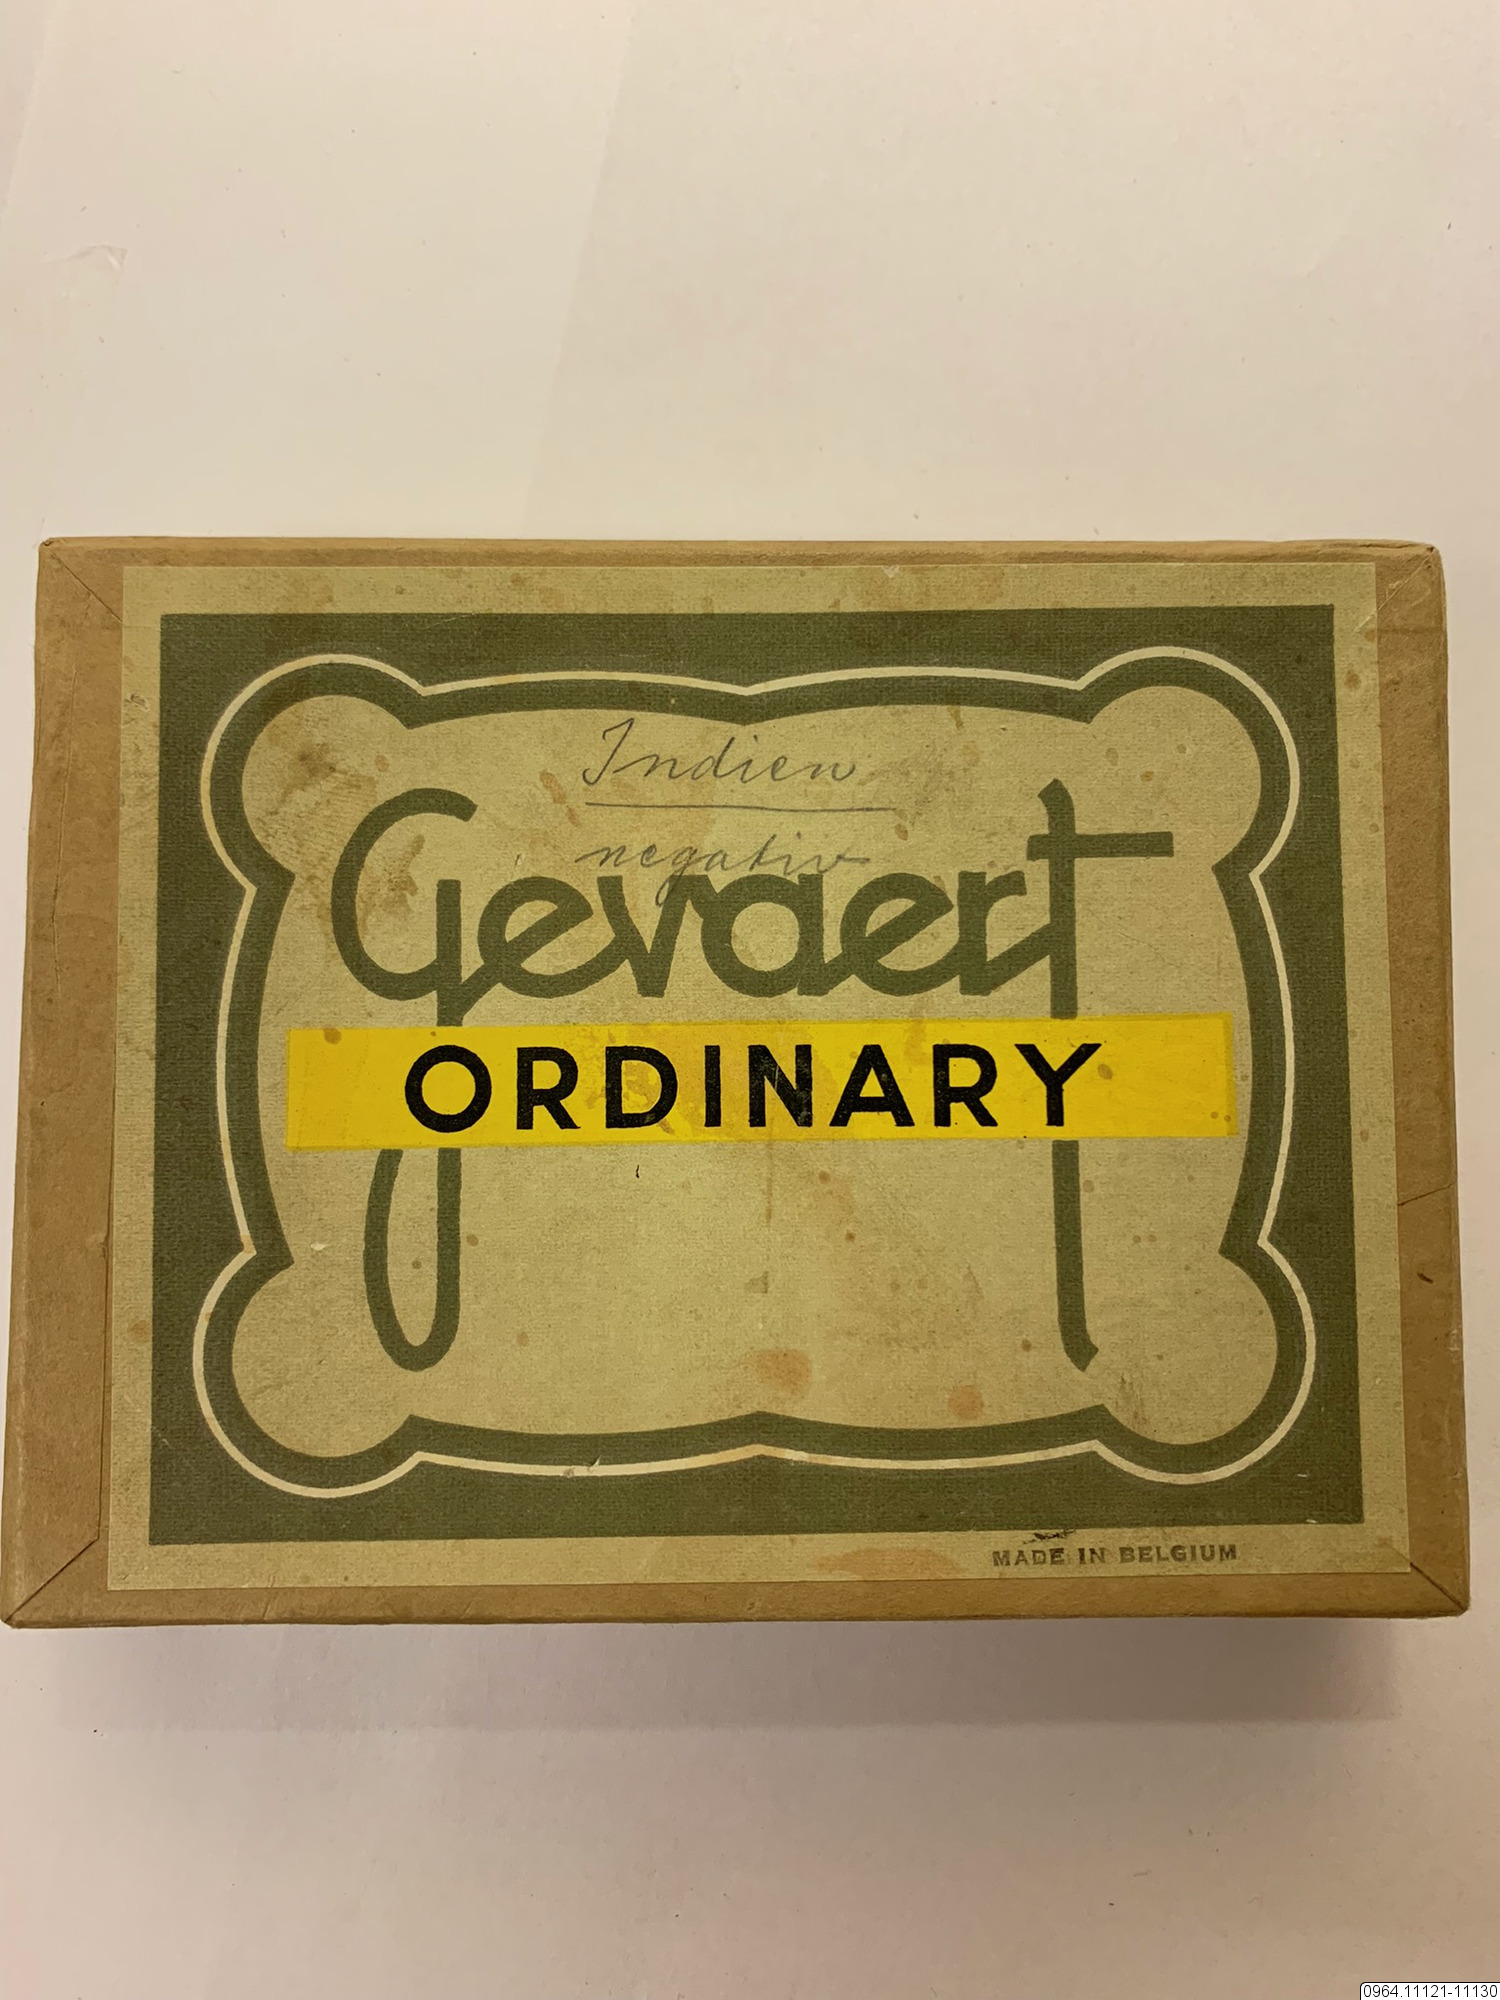 Indien
negativ
Gevaert
ORDINARY
MADE IN BELGIUM
0964.11121-11130